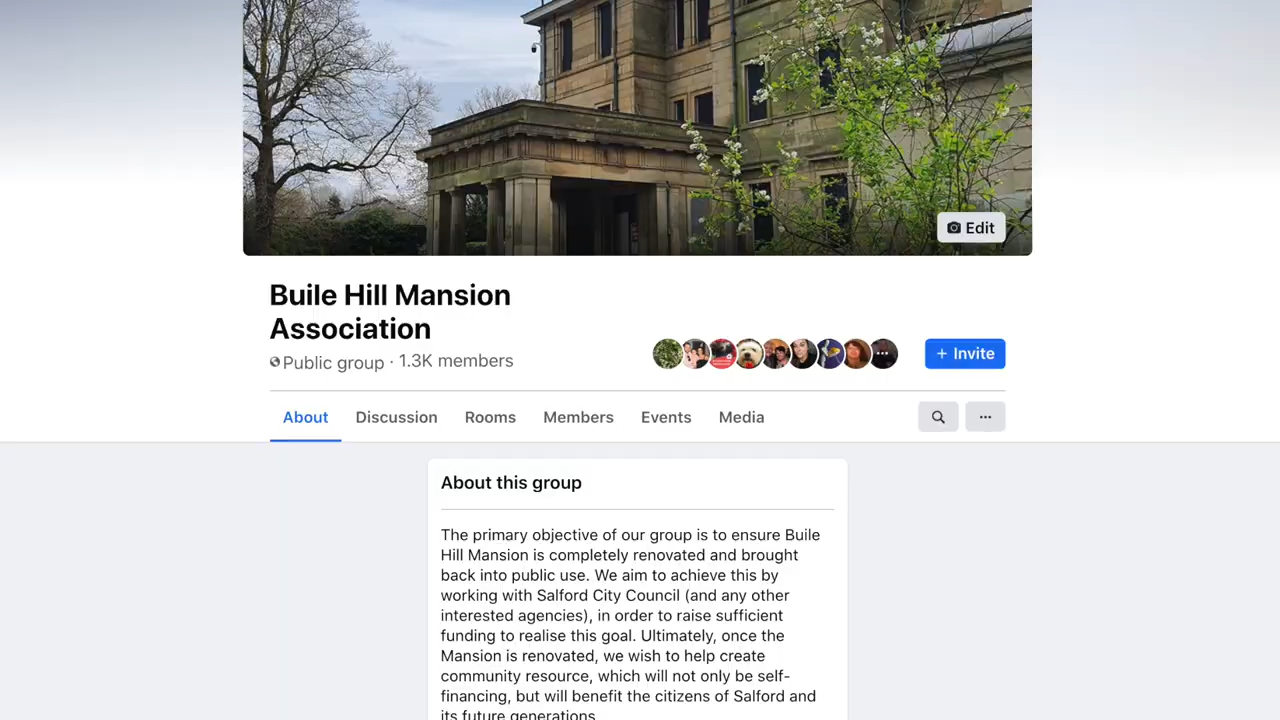 Edit
Buile Hill Mansion
Association
Public group · 1.3K members
+ Invite
About Discussion Rooms Members Events Media
About this group
The primary objective of our group is to ensure Buile
Hill Mansion is completely renovated and brought
back into public use. We aim to achieve this by
working with Salford City Council (and any other
interested agencies), in order to raise sufficient
funding to realise this goal. Ultimately, once the
Mansion is renovated, we wish to help create
community resource, which will not only be self-
financing, but will benefit the citizens of Salford and
its future generations.